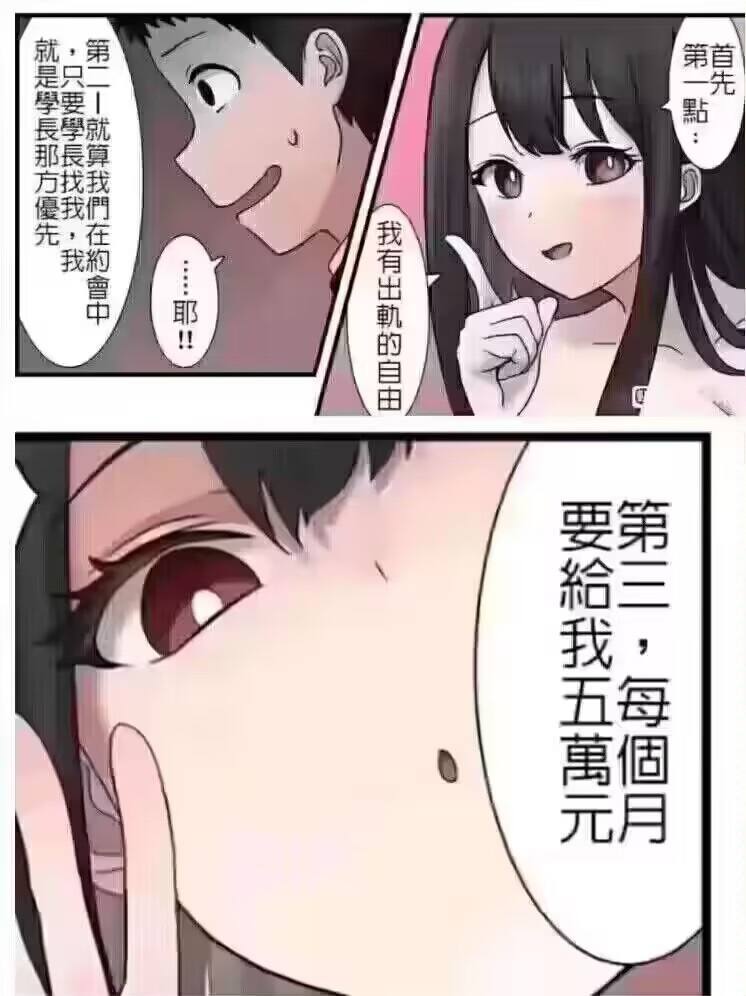 首先
第一點：
我有出軌的自由
……耶!!
第二—就算我們在約會中
，只要學長找我，我
就是學長那方優先
第三，每個月
要給我五萬元